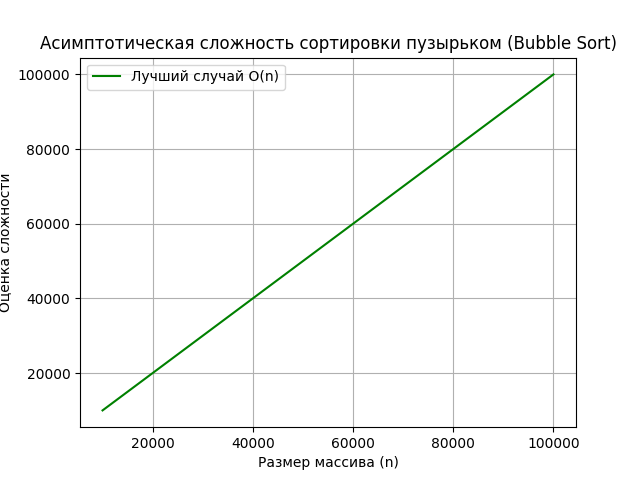 Асимптотическая сложность сортировки пузырьком (Bubble Sort)
Лучший случай O(n)
100000
80000
60000
40000
20000
Оценка сложности
20000 40000 60000 80000 100000
Размер массива (n)